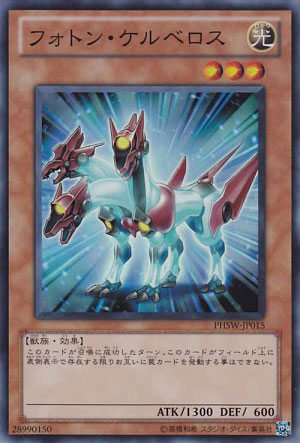 フォトン・ケルベロス
光
PHSW-JP015
【獣族・効果】
このカードが召喚に成功したターン、このカードがフィールド上に
表側表示で存在する限りお互いに罠カードを発動する事はできない。
ATK/1300 DEF/ 600
28990150
©高橋和希 スタジオ・ダイス/集英社